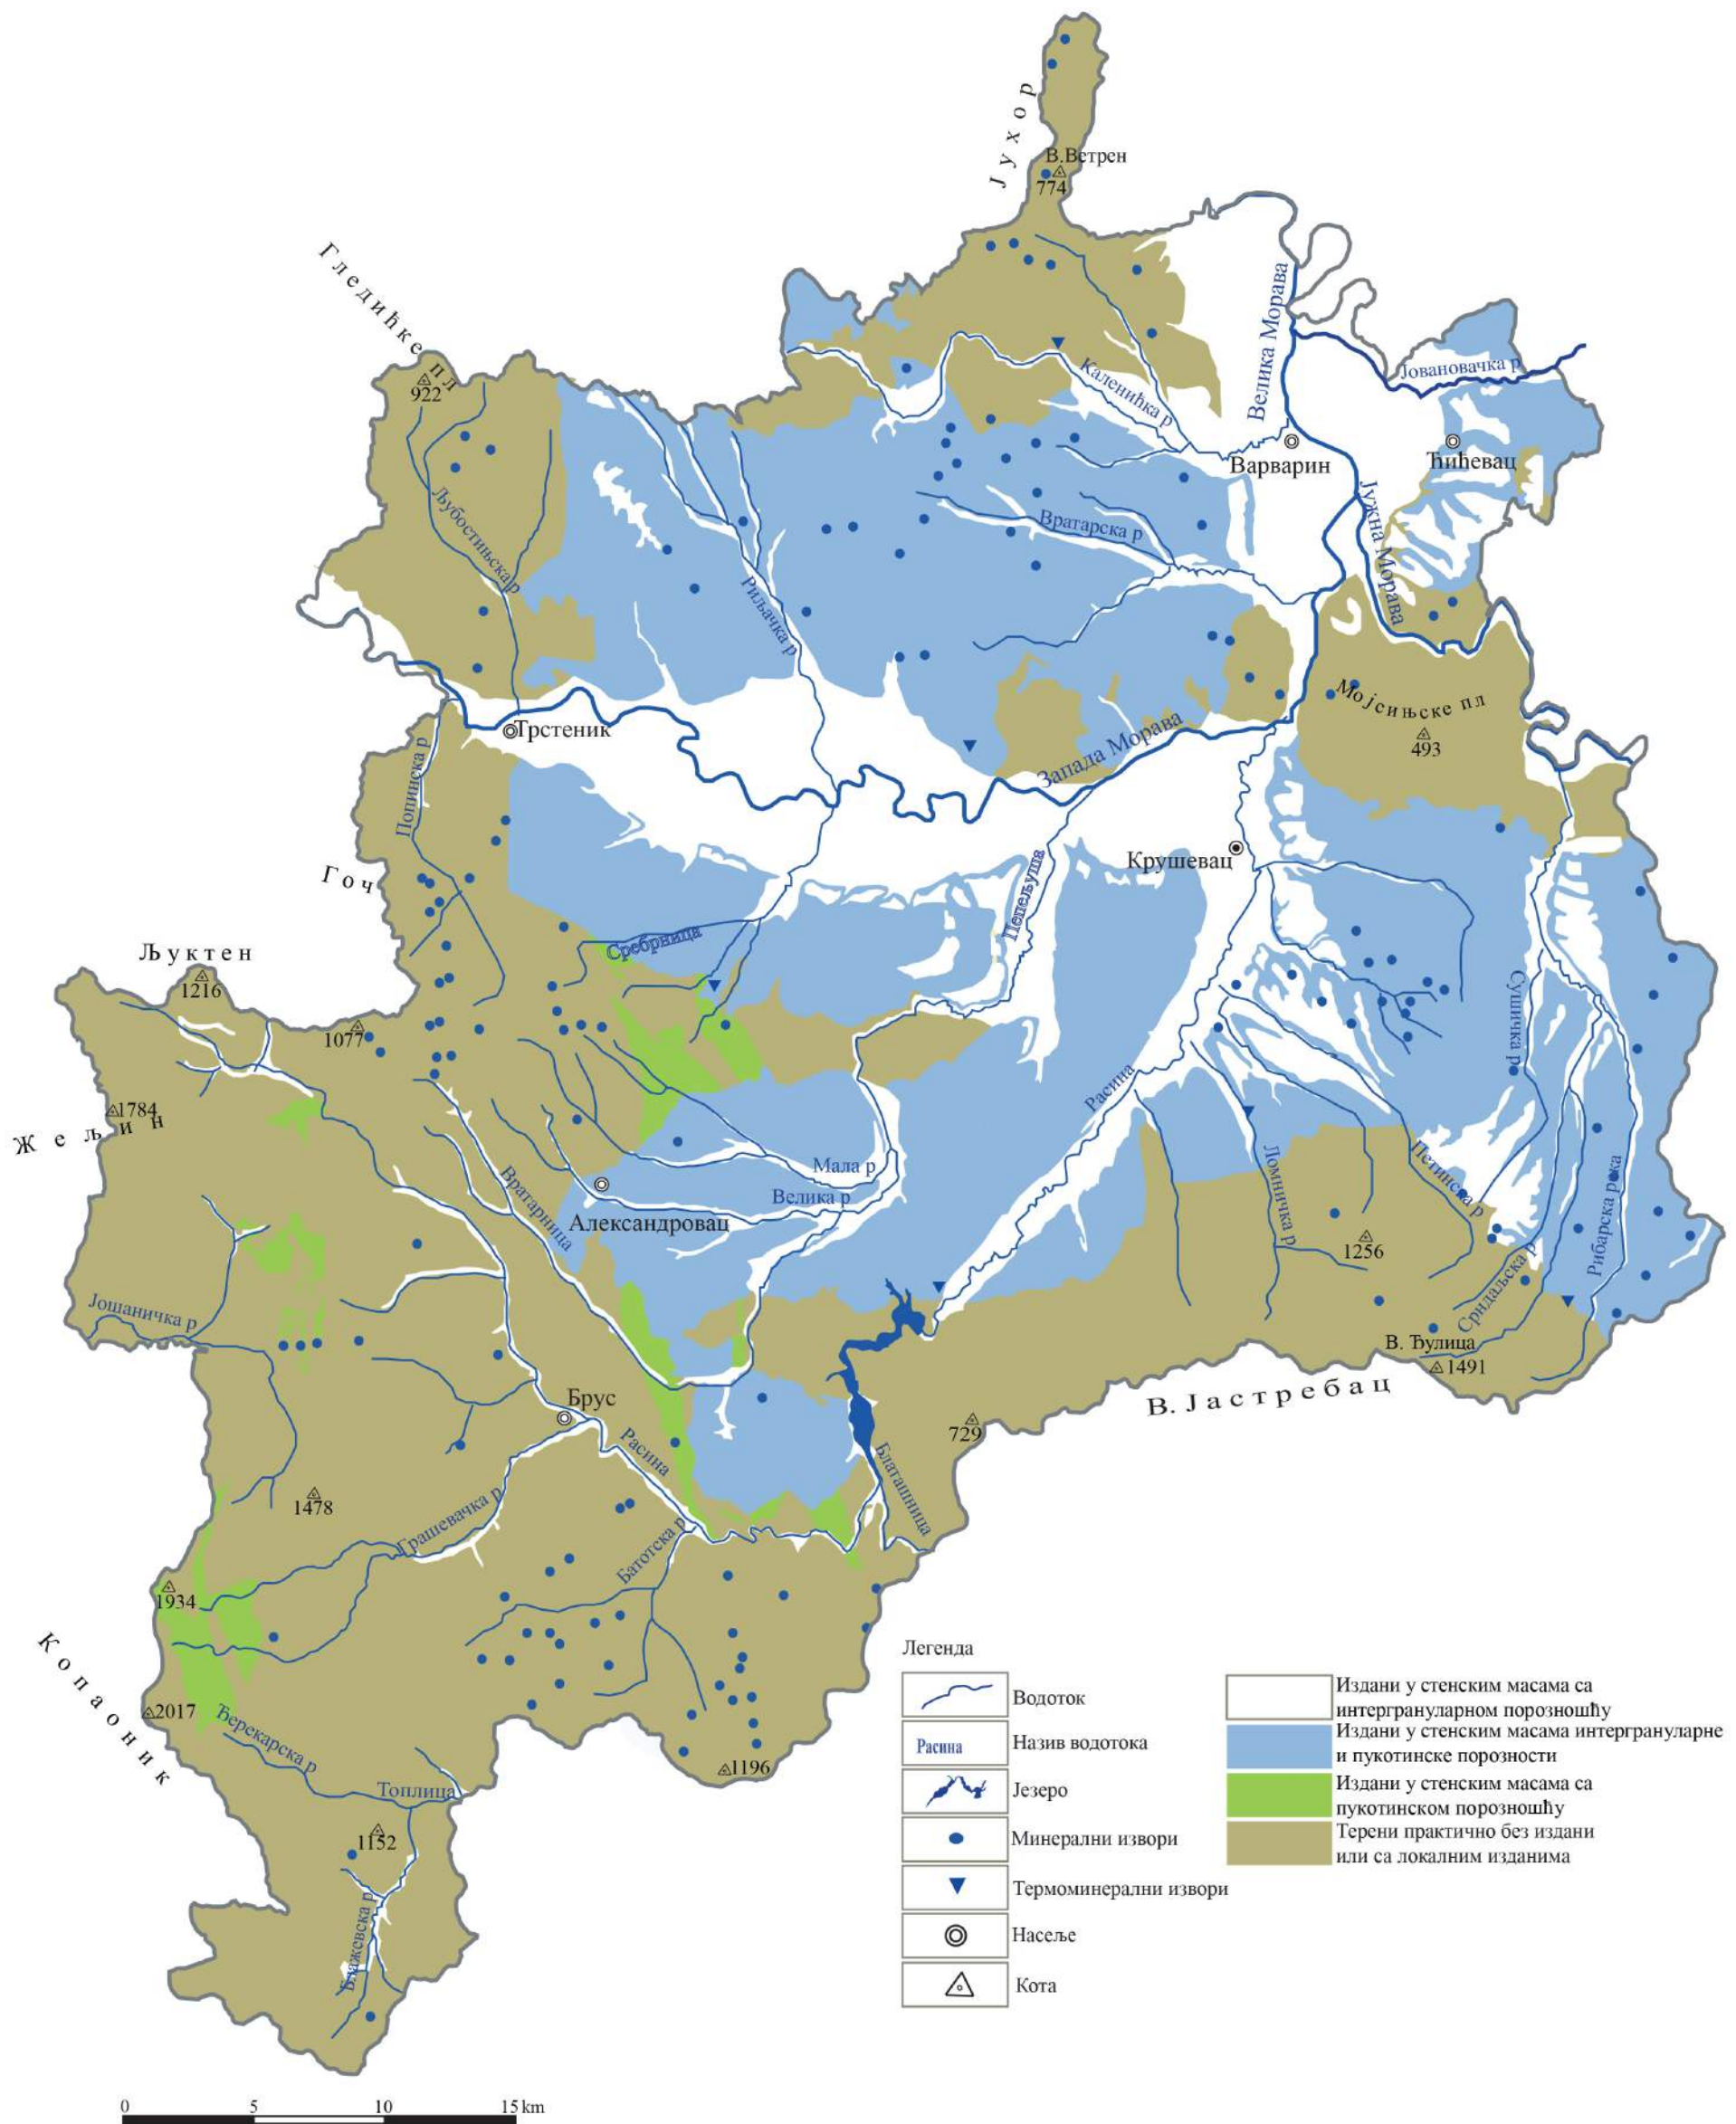 Јухор
В.Ветрен
774
Гледићке пл
922
Велика Морава
Јовановачка р
Каленићка р
Варварин
Ћићевац
Љубостињска р
Вратарска р
Јужна Морава
Риљачка р
Мојсињске пл
493
Трстеник
Запада Морава
Попинска р
Крушевац
Гоч
Пепељуша
Сребрница
Љуктен
1216
1077
Сушичка р
1784
Жељин
Расина
Мала р
Велика р
Вратарница
Александровац
Ломничка р
Петинска р
Рибарска река
1256
Срндаљска р
Јошаничка р
В. Ђулица
1491
В. Јастребац
Брус
729
Расина
Блаташница
1478
Грашевачка р
Батотска р
1934
Копаоник
2017
Ђерекарска р
Топлица
1196
1152
Блажевска р
Легенда
Водоток
Расина
Назив водотока
Језеро
Минерални извори
Термоминерални извори
Насеље
Кота
Издани у стенским масама са
интергрануларном порозношћу
Издани у стенским масама интергрануларне
и пукотинске порозности
Издани у стенским масама са
пукотинском порозношћу
Терени практично без издани
или са локалним изданима
0 5 10 15 km